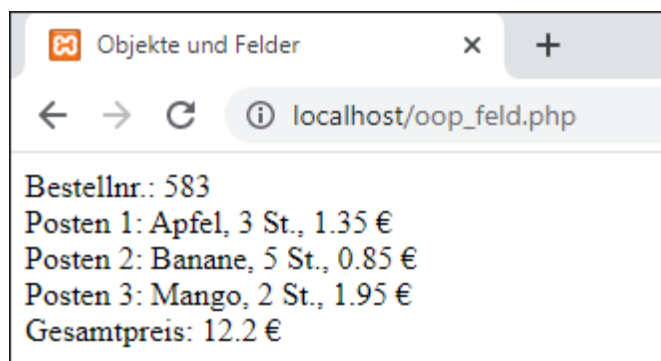 Objekte und Felder
localhost/oop_feld.php
Bestellnr.: 583
Posten 1: Apfel, 3 St., 1.35 €
Posten 2: Banane, 5 St., 0.85 €
Posten 3: Mango, 2 St., 1.95 €
Gesamtpreis: 12.2 €